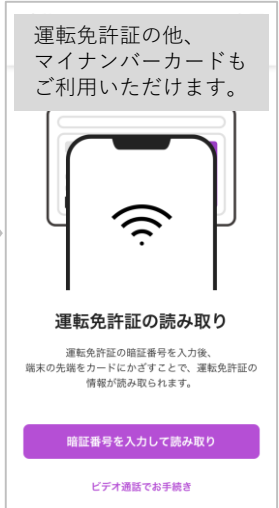 運転免許証の他、
マイナンバーカードも
ご利用いただけます。
運転免許証の読み取り
運転免許証の暗証番号を入力後、
端末の先端をカードにかざすことで、運転免許証の
情報が読み取られます。
暗証番号を入力して読み取り
ビデオ通話でお手続き